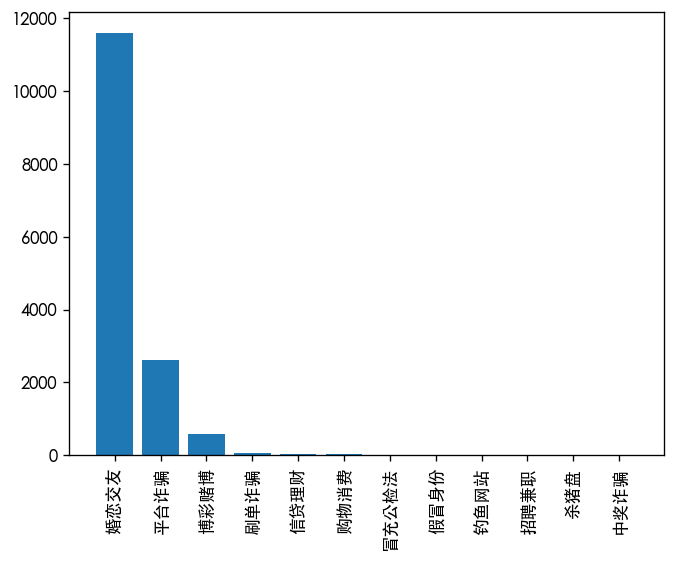 12000
10000
8000
6000
4000
2000
0
婚恋交友
平台诈骗
博彩赌博
刷单诈骗
信贷理财
购物消费
冒充公检法
假冒身份
钓鱼网站
招聘兼职
杀猪盘
中奖诈骗